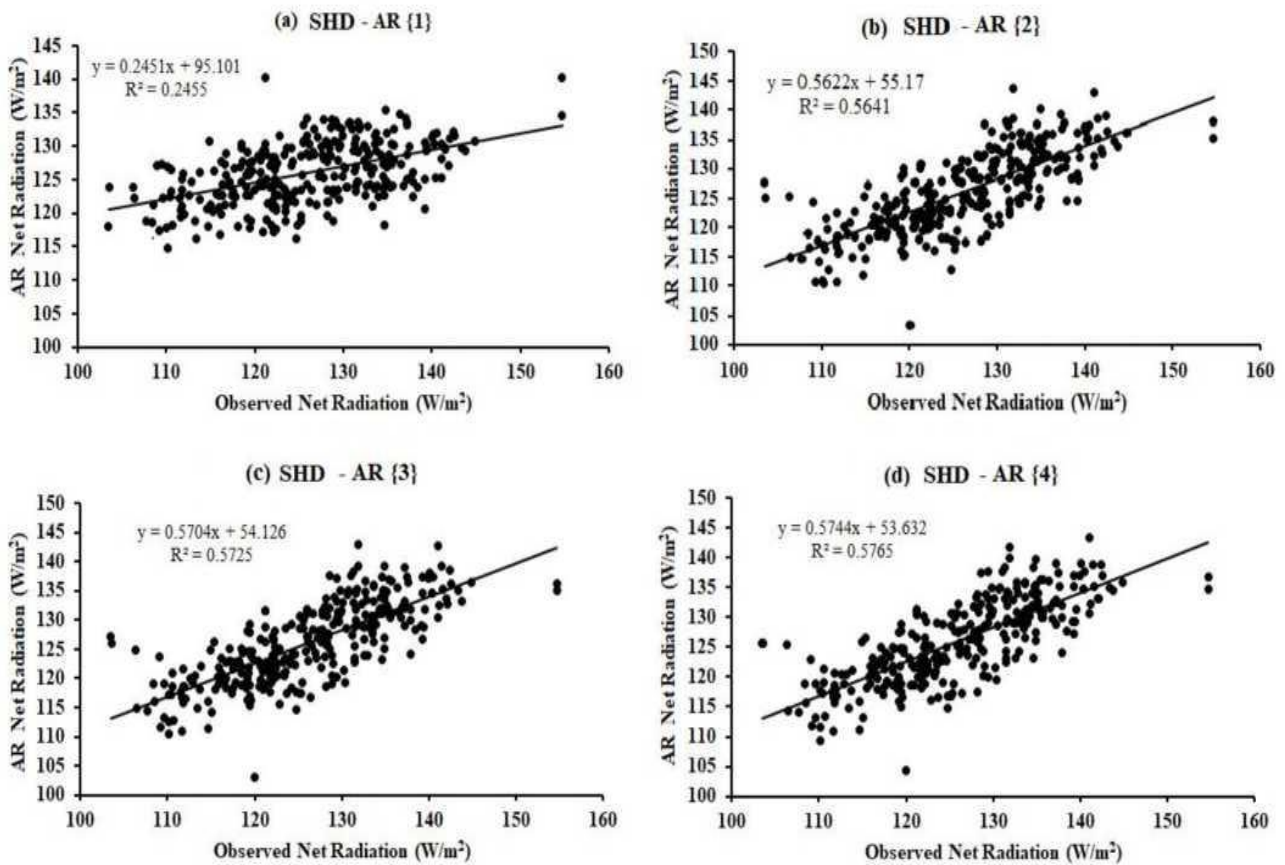 (a) SHD - AR {1}
y = 0.2451x + 95.101
R² = 0.2455
AR Net Radiation (W/m²)
145
140
135
130
125
120
115
110
105
100
100 110 120 130 140 150 160
Observed Net Radiation (W/m²)
(b) SHD - AR {2}
y = 0.5622x + 55.17
R² = 0.5641
AR Net Radiation (W/m²)
150
145
140
135
130
125
120
115
110
105
100
100 110 120 130 140 150 160
Observed Net Radiation (W/m²)
(c) SHD - AR {3}
y = 0.5704x + 54.126
R² = 0.5725
AR Net Radiation (W/m²)
150
145
140
135
130
125
120
115
110
105
100
100 110 120 130 140 150 160
Observed Net Radiation (W/m²)
(d) SHD - AR {4}
y = 0.5744x + 53.632
R² = 0.5765
AR Net Radiation (W/m²)
150
145
140
135
130
125
120
115
110
105
100
100 110 120 130 140 150 160
Observed Net Radiation (W/m²)